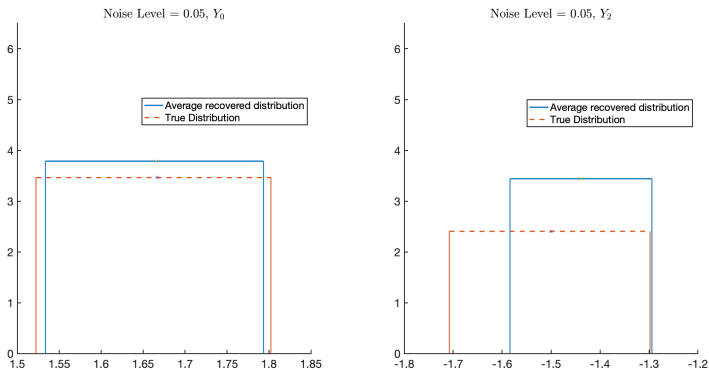 Noise Level = 0.05, Y₀
6
5
4
3
2
1
0
1.5 1.55 1.6 1.65 1.7 1.75 1.8 1.85
Average recovered distribution
True Distribution
Noise Level = 0.05, Y₂
6
5
4
3
2
1
0
-1.8 -1.7 -1.6 -1.5 -1.4 -1.3 -1.2
Average recovered distribution
True Distribution